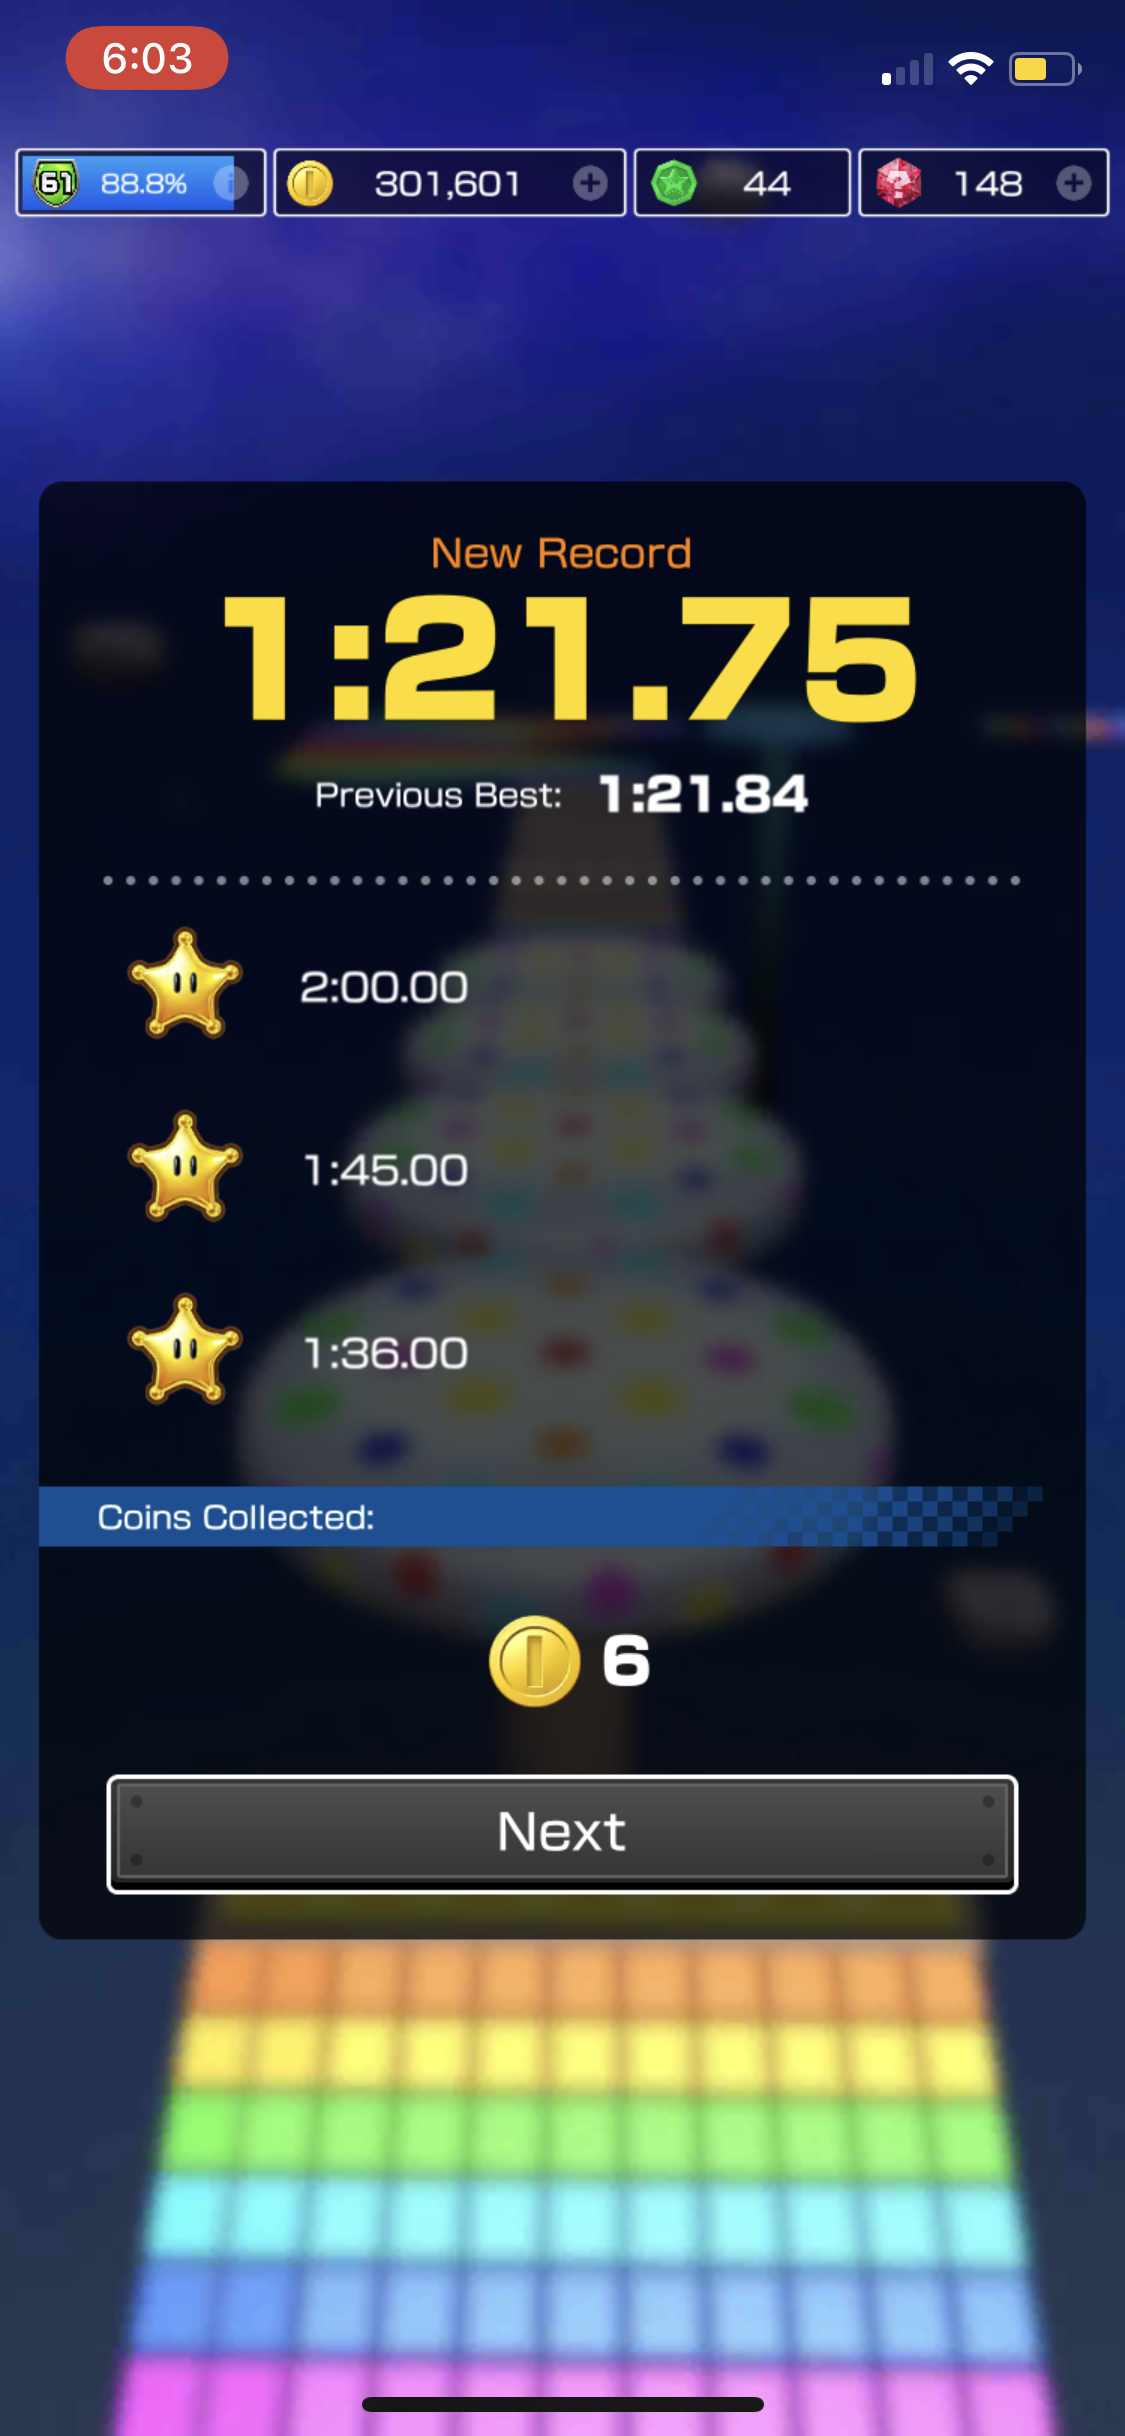 6:03
61 88.8% i 301,601 + 44 ? 148 +
New Record
1:21.75
Previous Best: 1:21.84
2:00.00
1:45.00
1:36.00
Coins Collected:
6
Next